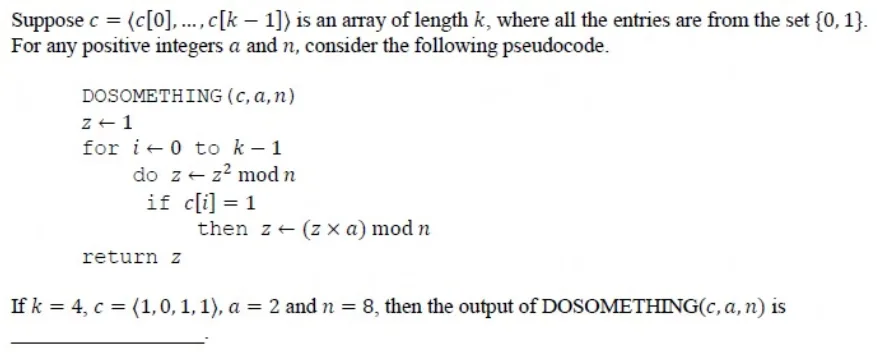 Suppose c = ⟨c[0], …, c[k − 1]⟩ is an array of length k, where all the entries are from the set {0, 1}.
For any positive integers a and n, consider the following pseudocode.
DOSOMETHING (c, a, n)
z ← 1
for i ← 0 to k − 1
do z ← z² mod n
if c[i] = 1
then z ← (z × a) mod n
return z
If k = 4, c = ⟨1, 0, 1, 1⟩, a = 2 and n = 8, then the output of DOSOMETHING(c, a, n) is
____________________.